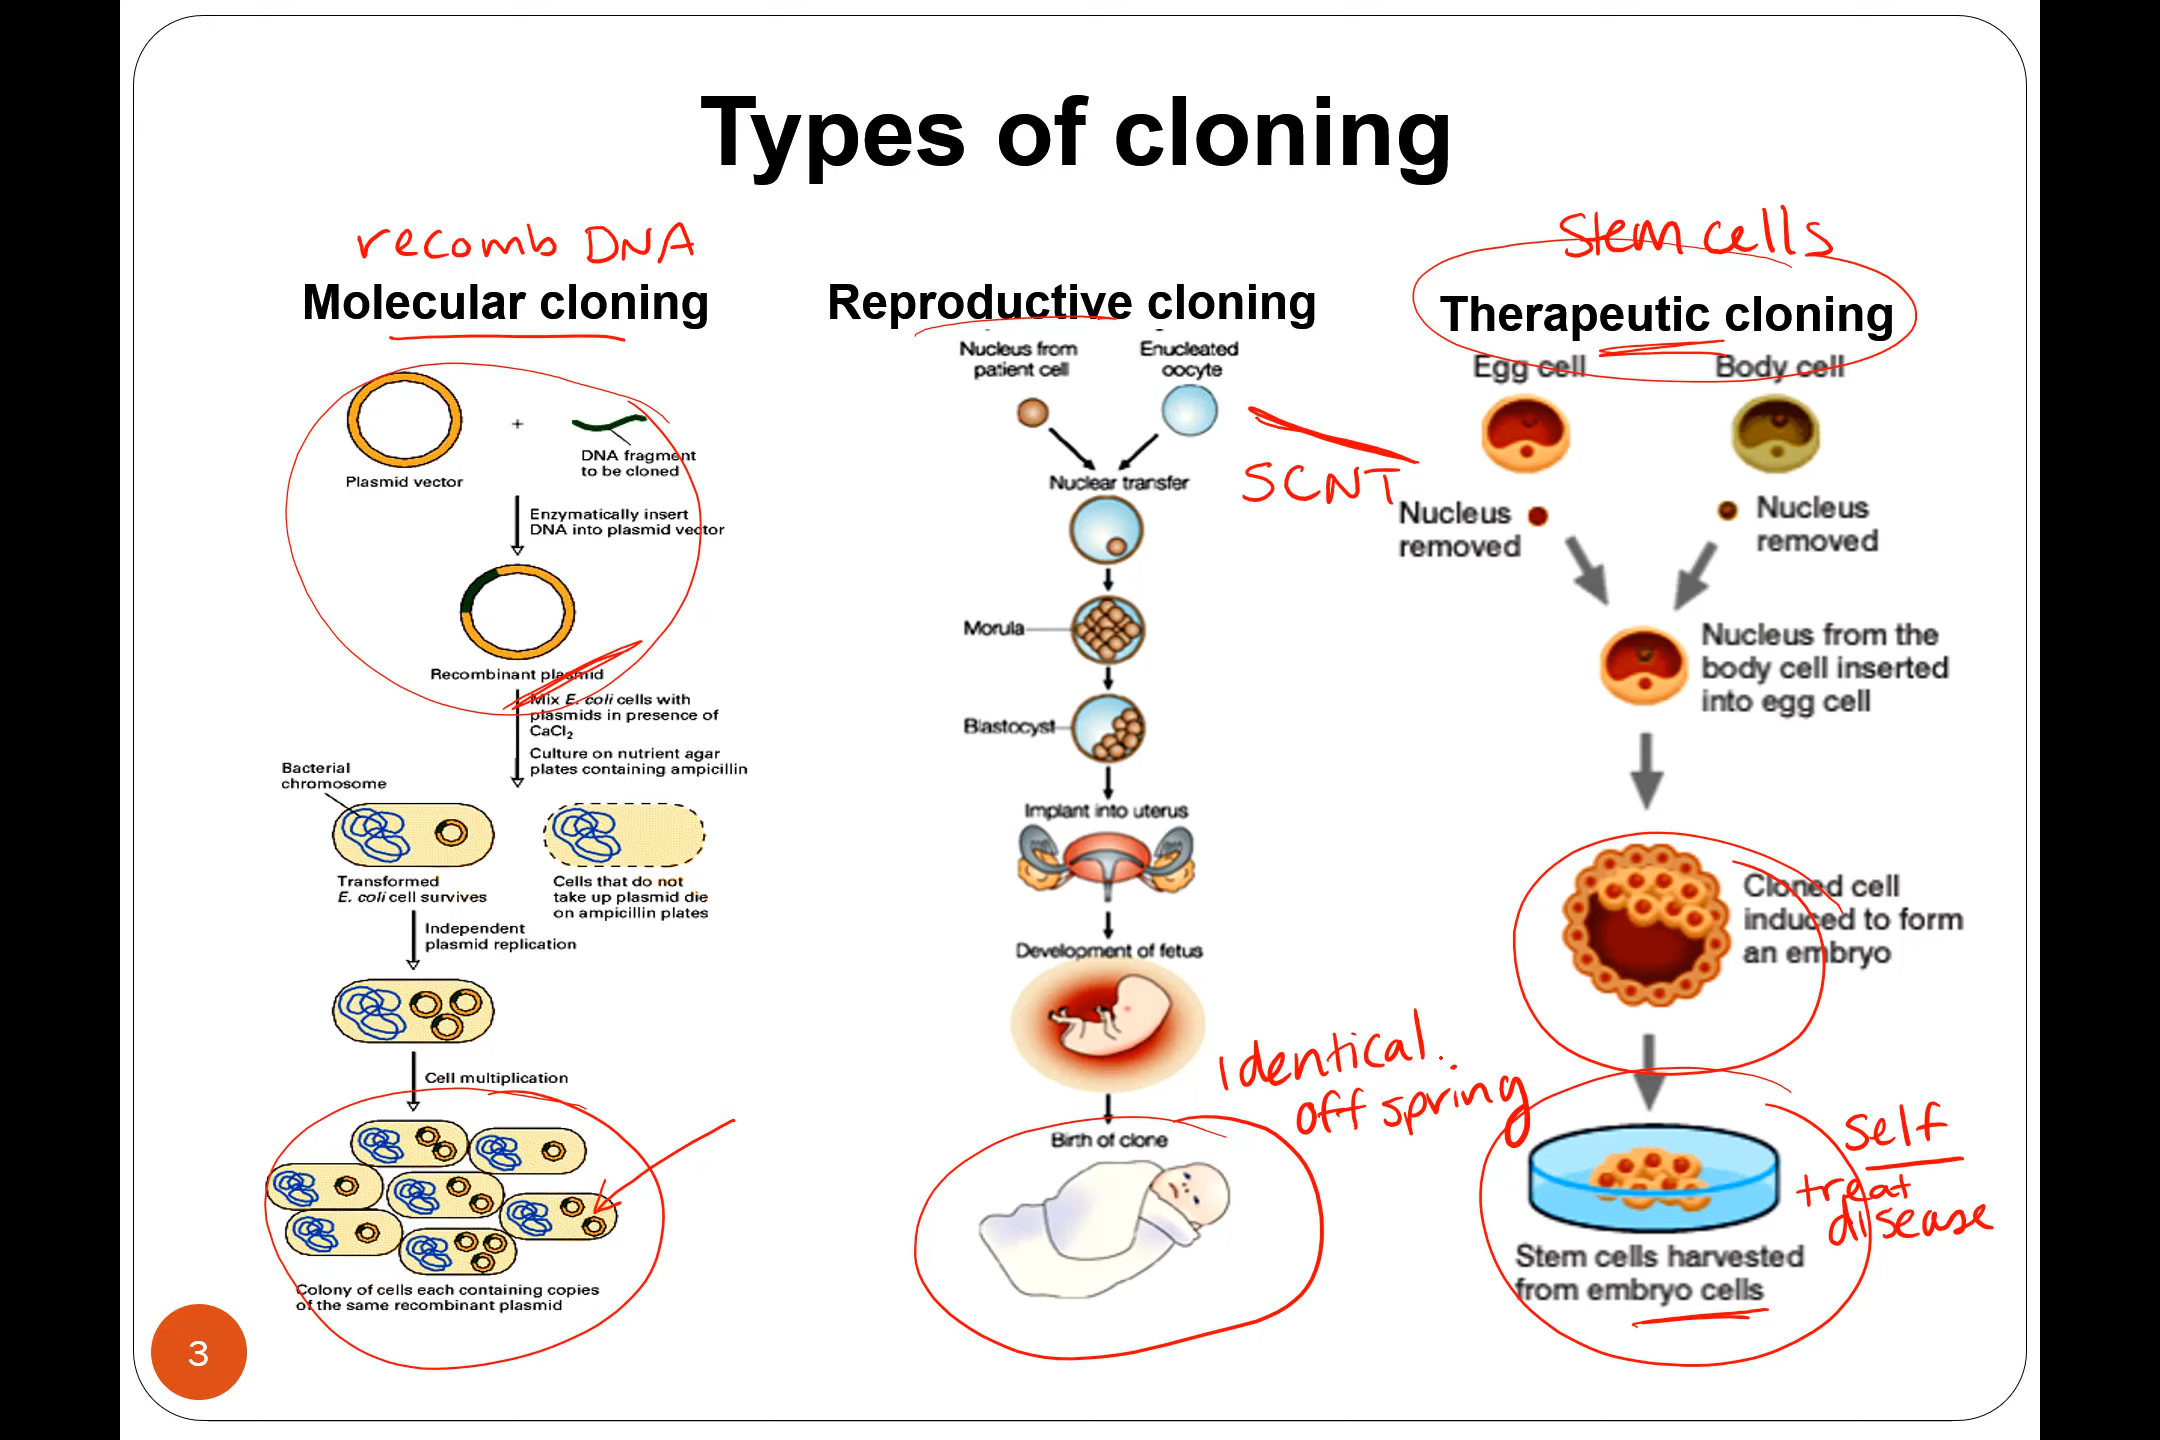 Types of cloning
recomb DNA
Molecular cloning
Plasmid vector
+
DNA fragment
to be cloned
Enzymatically insert
DNA into plasmid vector
Recombinant plasmid
Mix E. coli cells with
plasmids in presence of
CaCl₂
Culture on nutrient agar
plates containing ampicillin
Bacterial
chromosome
Transformed
E. coli cell survives
Cells that do not
take up plasmid die
on ampicillin plates
Independent
plasmid replication
Cell multiplication
Colony of cells each containing copies
of the same recombinant plasmid
Reproductive cloning
Nucleus from
patient cell
Enucleated
oocyte
SCNT
Nuclear transfer
Morula
Blastocyst
Implant into uterus
Development of fetus
Identical
offspring
Birth of clone
Stem cells
Therapeutic cloning
Egg cell
Body cell
Nucleus
removed
Nucleus
removed
Nucleus from the
body cell inserted
into egg cell
Cloned cell
induced to form
an embryo
Self
treat
disease
Stem cells harvested
from embryo cells
3